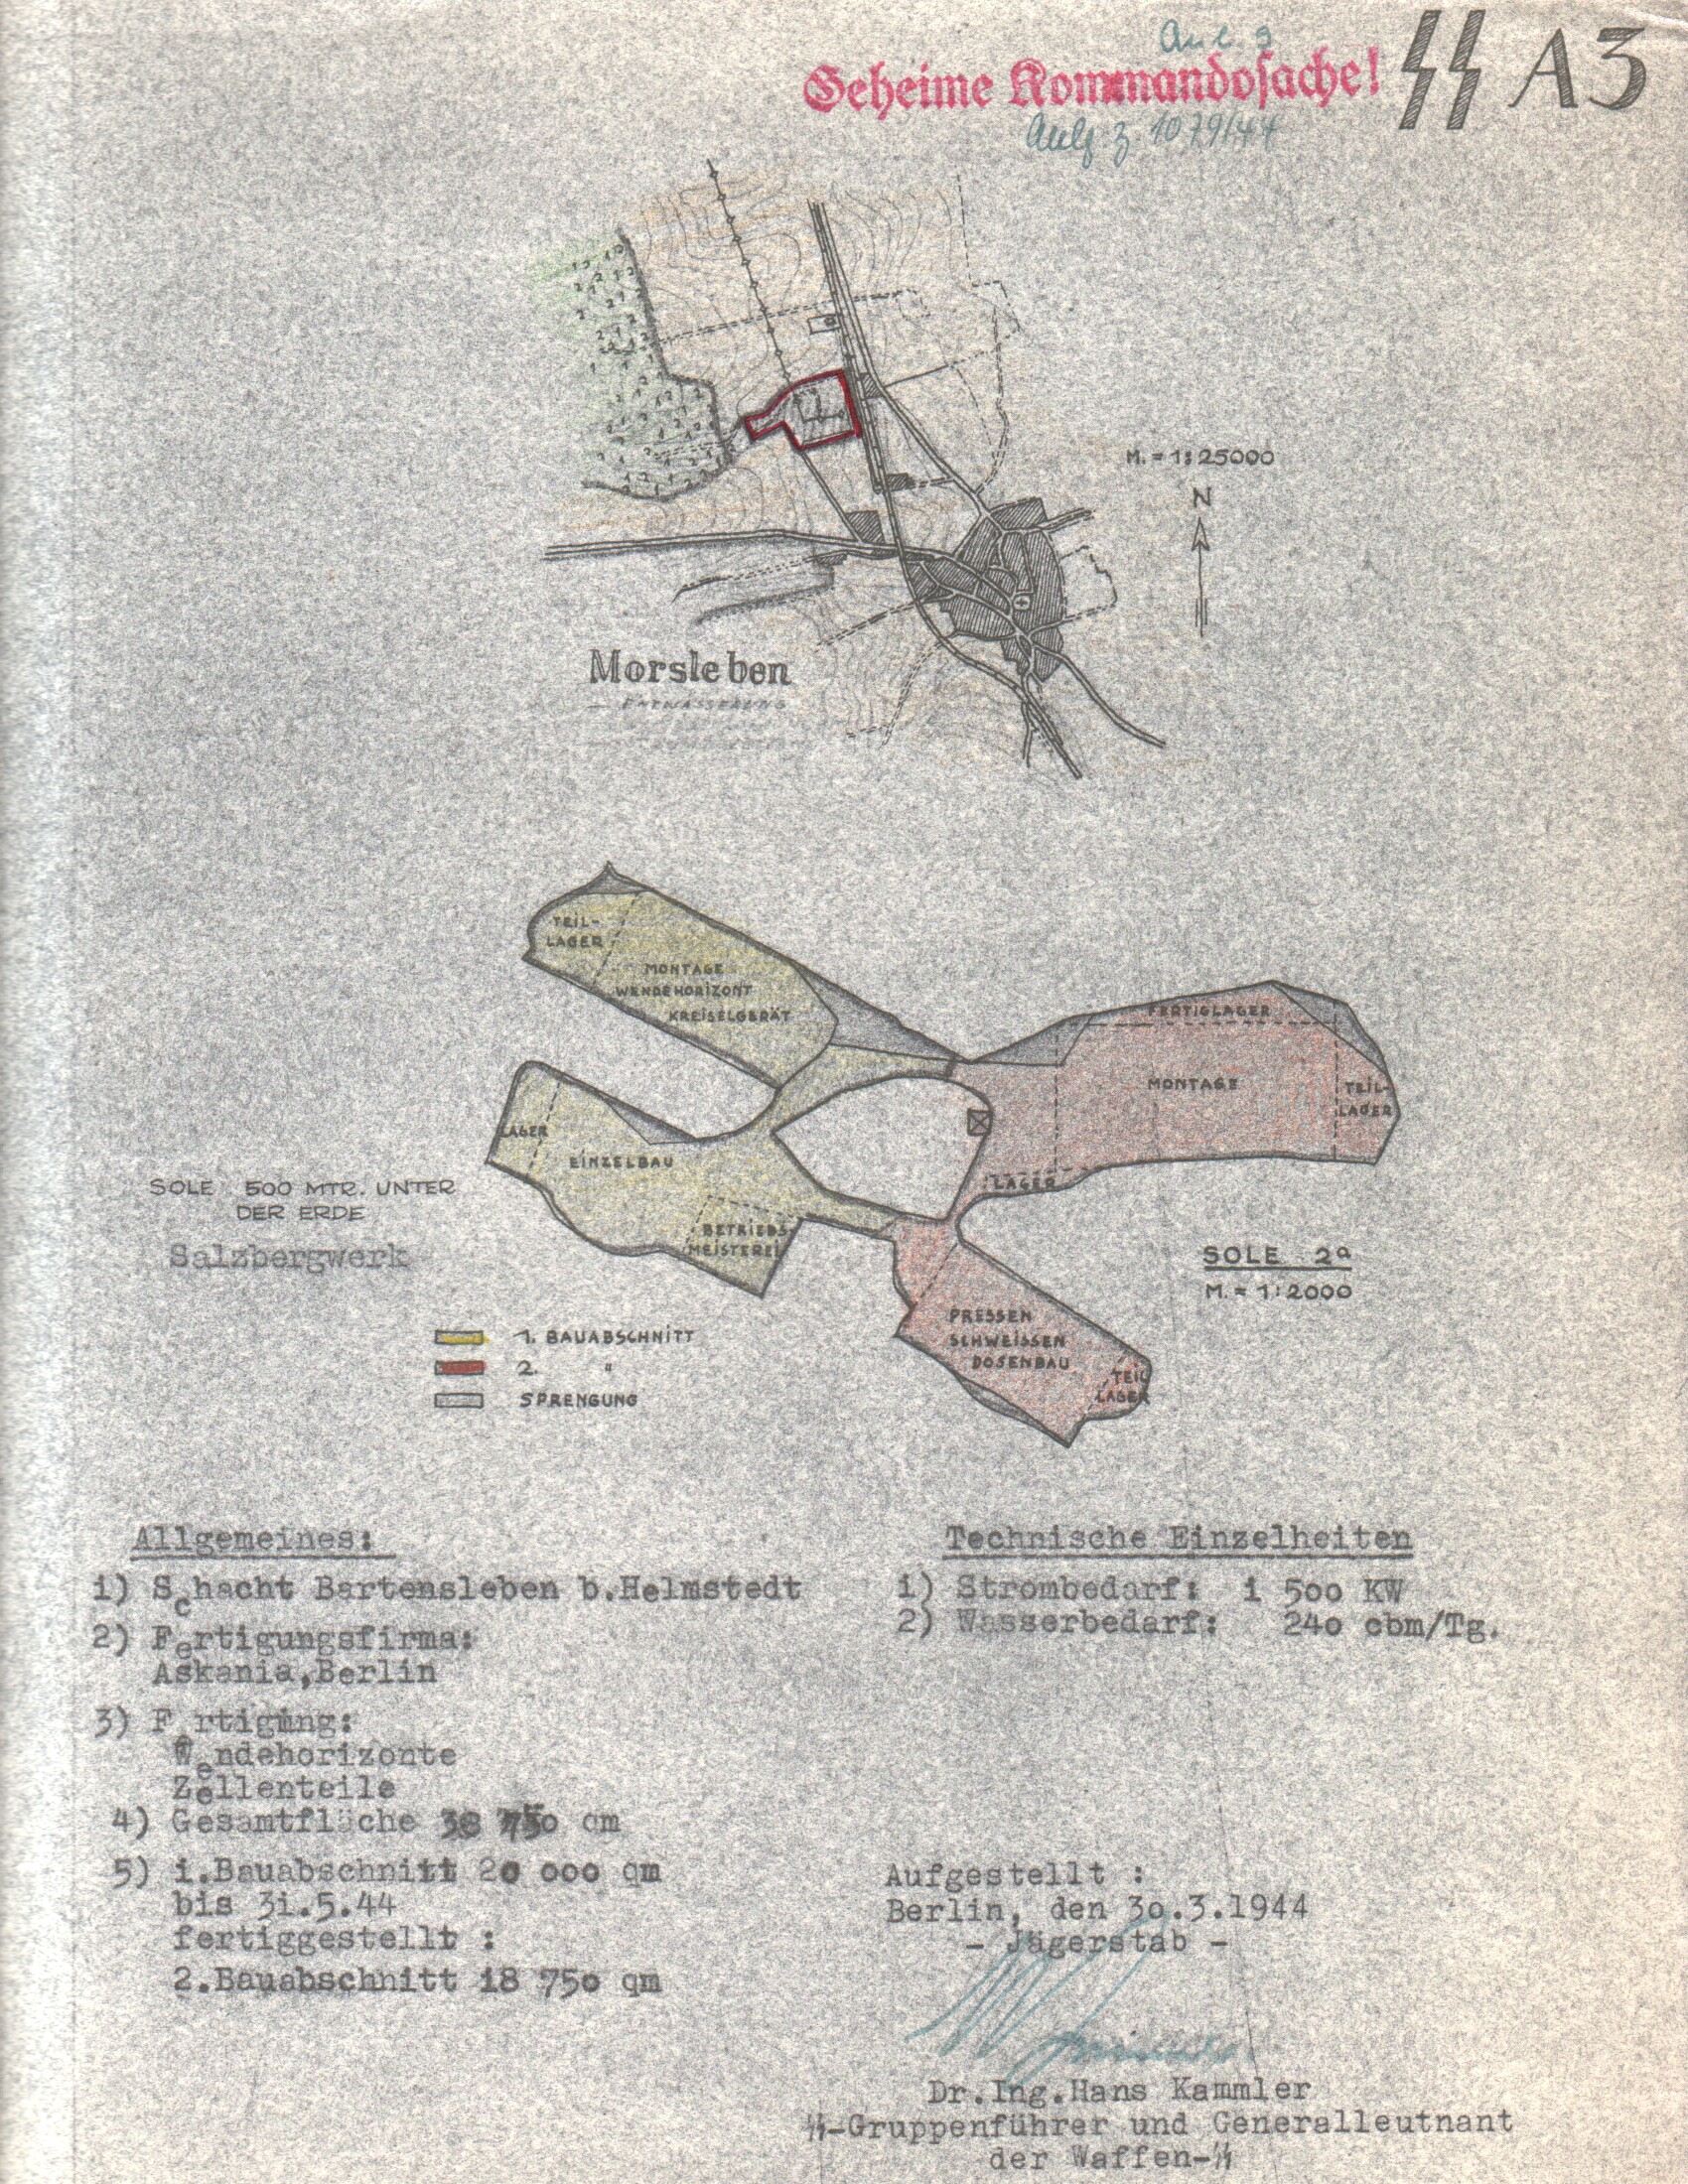 Geheime Kommandosache!
SS A3
z. 1079/44
M. = 1:25000
N
Morsleben
ENTWÄSSERUNG
TEIL-
LAGER
MONTAGE
WENDEHORIZONT
KREISELGERÄT
FERTIGLAGER
MONTAGE
TEIL-
LAGER
LAGER
EINZELBAU
LAGER
BETRIEBS
MEISTEREI
SOLE 500 MTR. UNTER
DER ERDE
Salzbergwerk
SOLE 2a
M. = 1:2000
PRESSEN
SCHWEISSEN
DOSENBAU
TEIL
LAGER
1. BAUABSCHNITT
2. "
SPRENGUNG
Allgemeines:
1) Schacht Bartensleben b.Helmstedt
2) Fertigungsfirma:
Askania,Berlin
3) Fertigung:
Wendehorizonte
Zellenteile
4) Gesamtfläche 38 750 qm
5) 1.Bauabschnitt 20 000 qm
bis 31.5.44
fertiggestellt :
2.Bauabschnitt 18 750 qm
Technische Einzelheiten
1) Strombedarf: 1 500 KW
2) Wasserbedarf: 240 cbm/Tg.
Aufgestellt :
Berlin, den 30.3.1944
- Jägerstab -
Dr.Ing.Hans Kammler
SS-Gruppenführer und Generalleutnant
der Waffen-SS